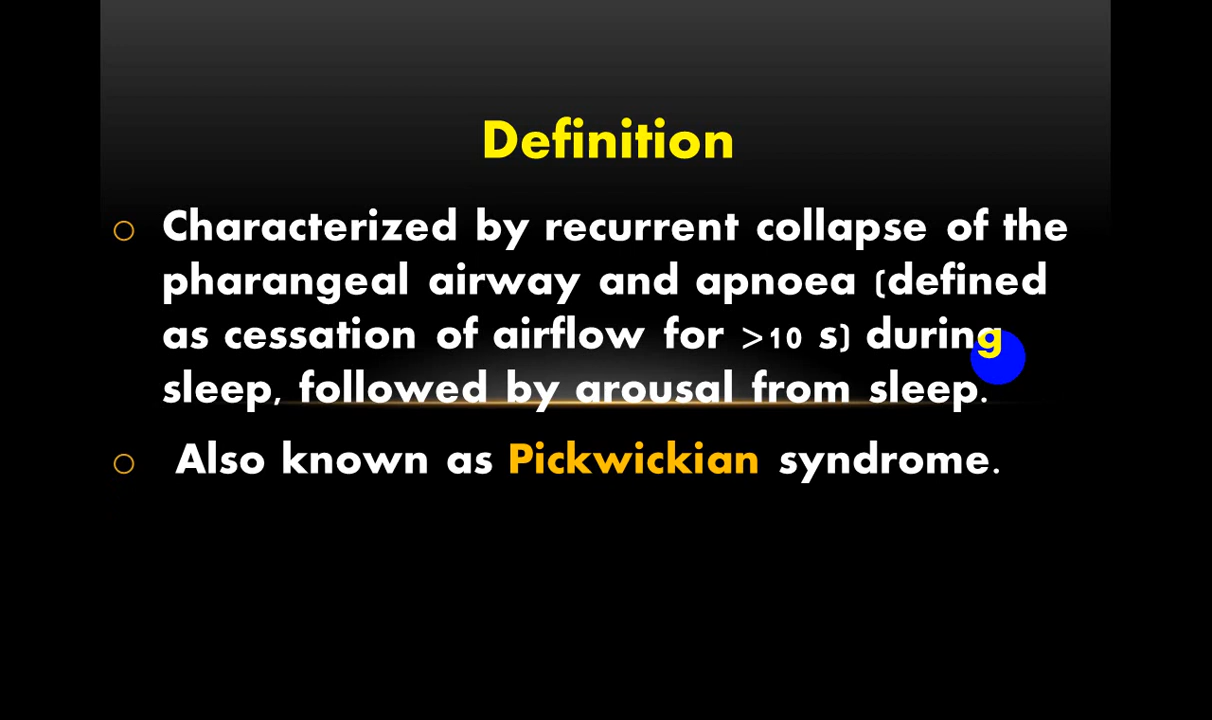 Definition
Characterized by recurrent collapse of the
pharangeal airway and apnoea (defined
as cessation of airflow for >10 s) during
sleep, followed by arousal from sleep.
Also known as Pickwickian syndrome.